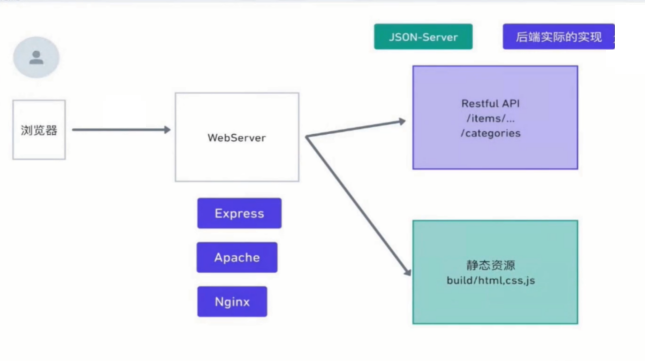 JSON-Server
后端实际的实现
浏览器
WebServer
Restful API
/items/...
/categories
Express
Apache
Nginx
静态资源
build/html,css,js